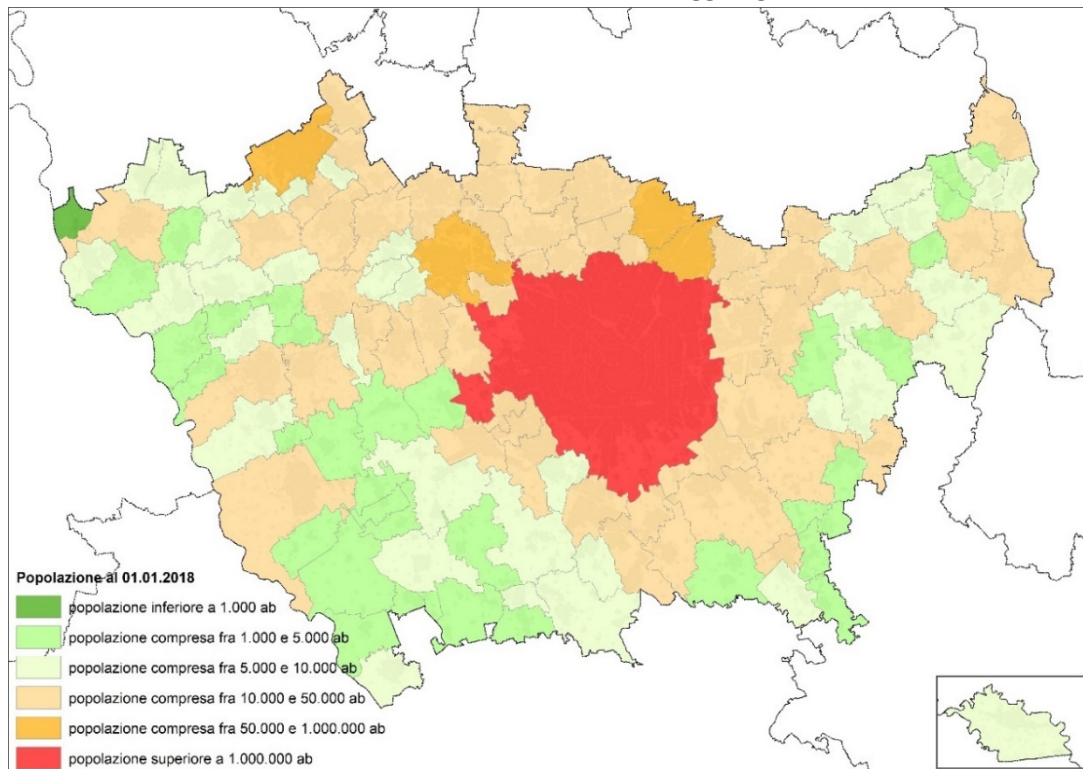 Popolazione al 01.01.2018
popolazione inferiore a 1.000 ab
popolazione compresa fra 1.000 e 5.000 ab
popolazione compresa fra 5.000 e 10.000 ab
popolazione compresa fra 10.000 e 50.000 ab
popolazione compresa fra 50.000 e 1.000.000 ab
popolazione superiore a 1.000.000 ab